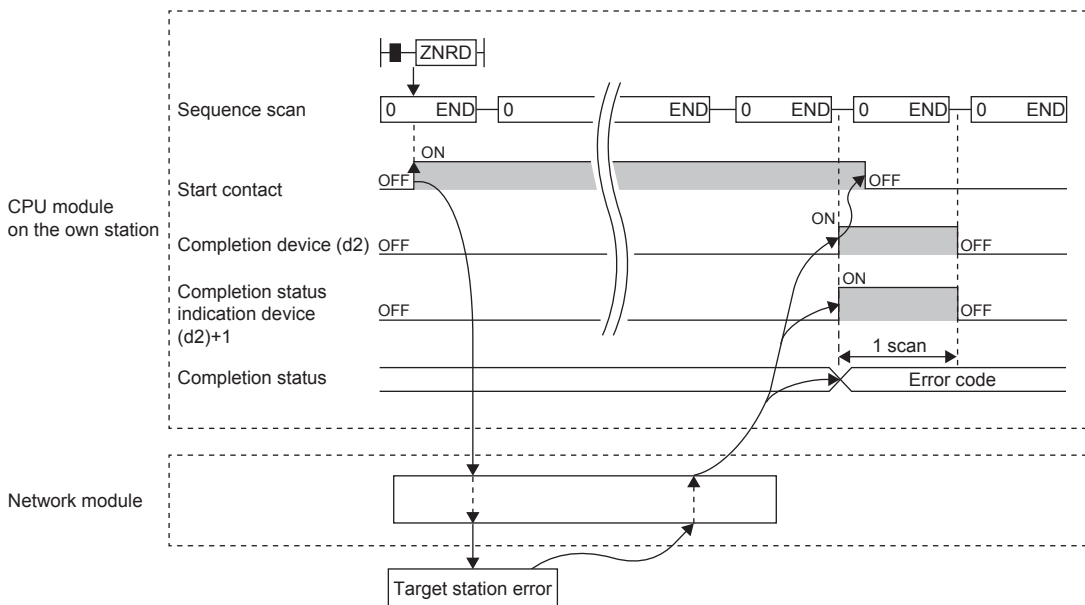 ZNRD
Sequence scan
0 END 0 END 0 END 0 END 0 END
ON
Start contact
OFF
OFF
CPU module
on the own station
ON
Completion device (d2)
OFF
OFF
ON
Completion status
indication device
(d2)+1
OFF
OFF
1 scan
Completion status
Error code
Network module
Target station error